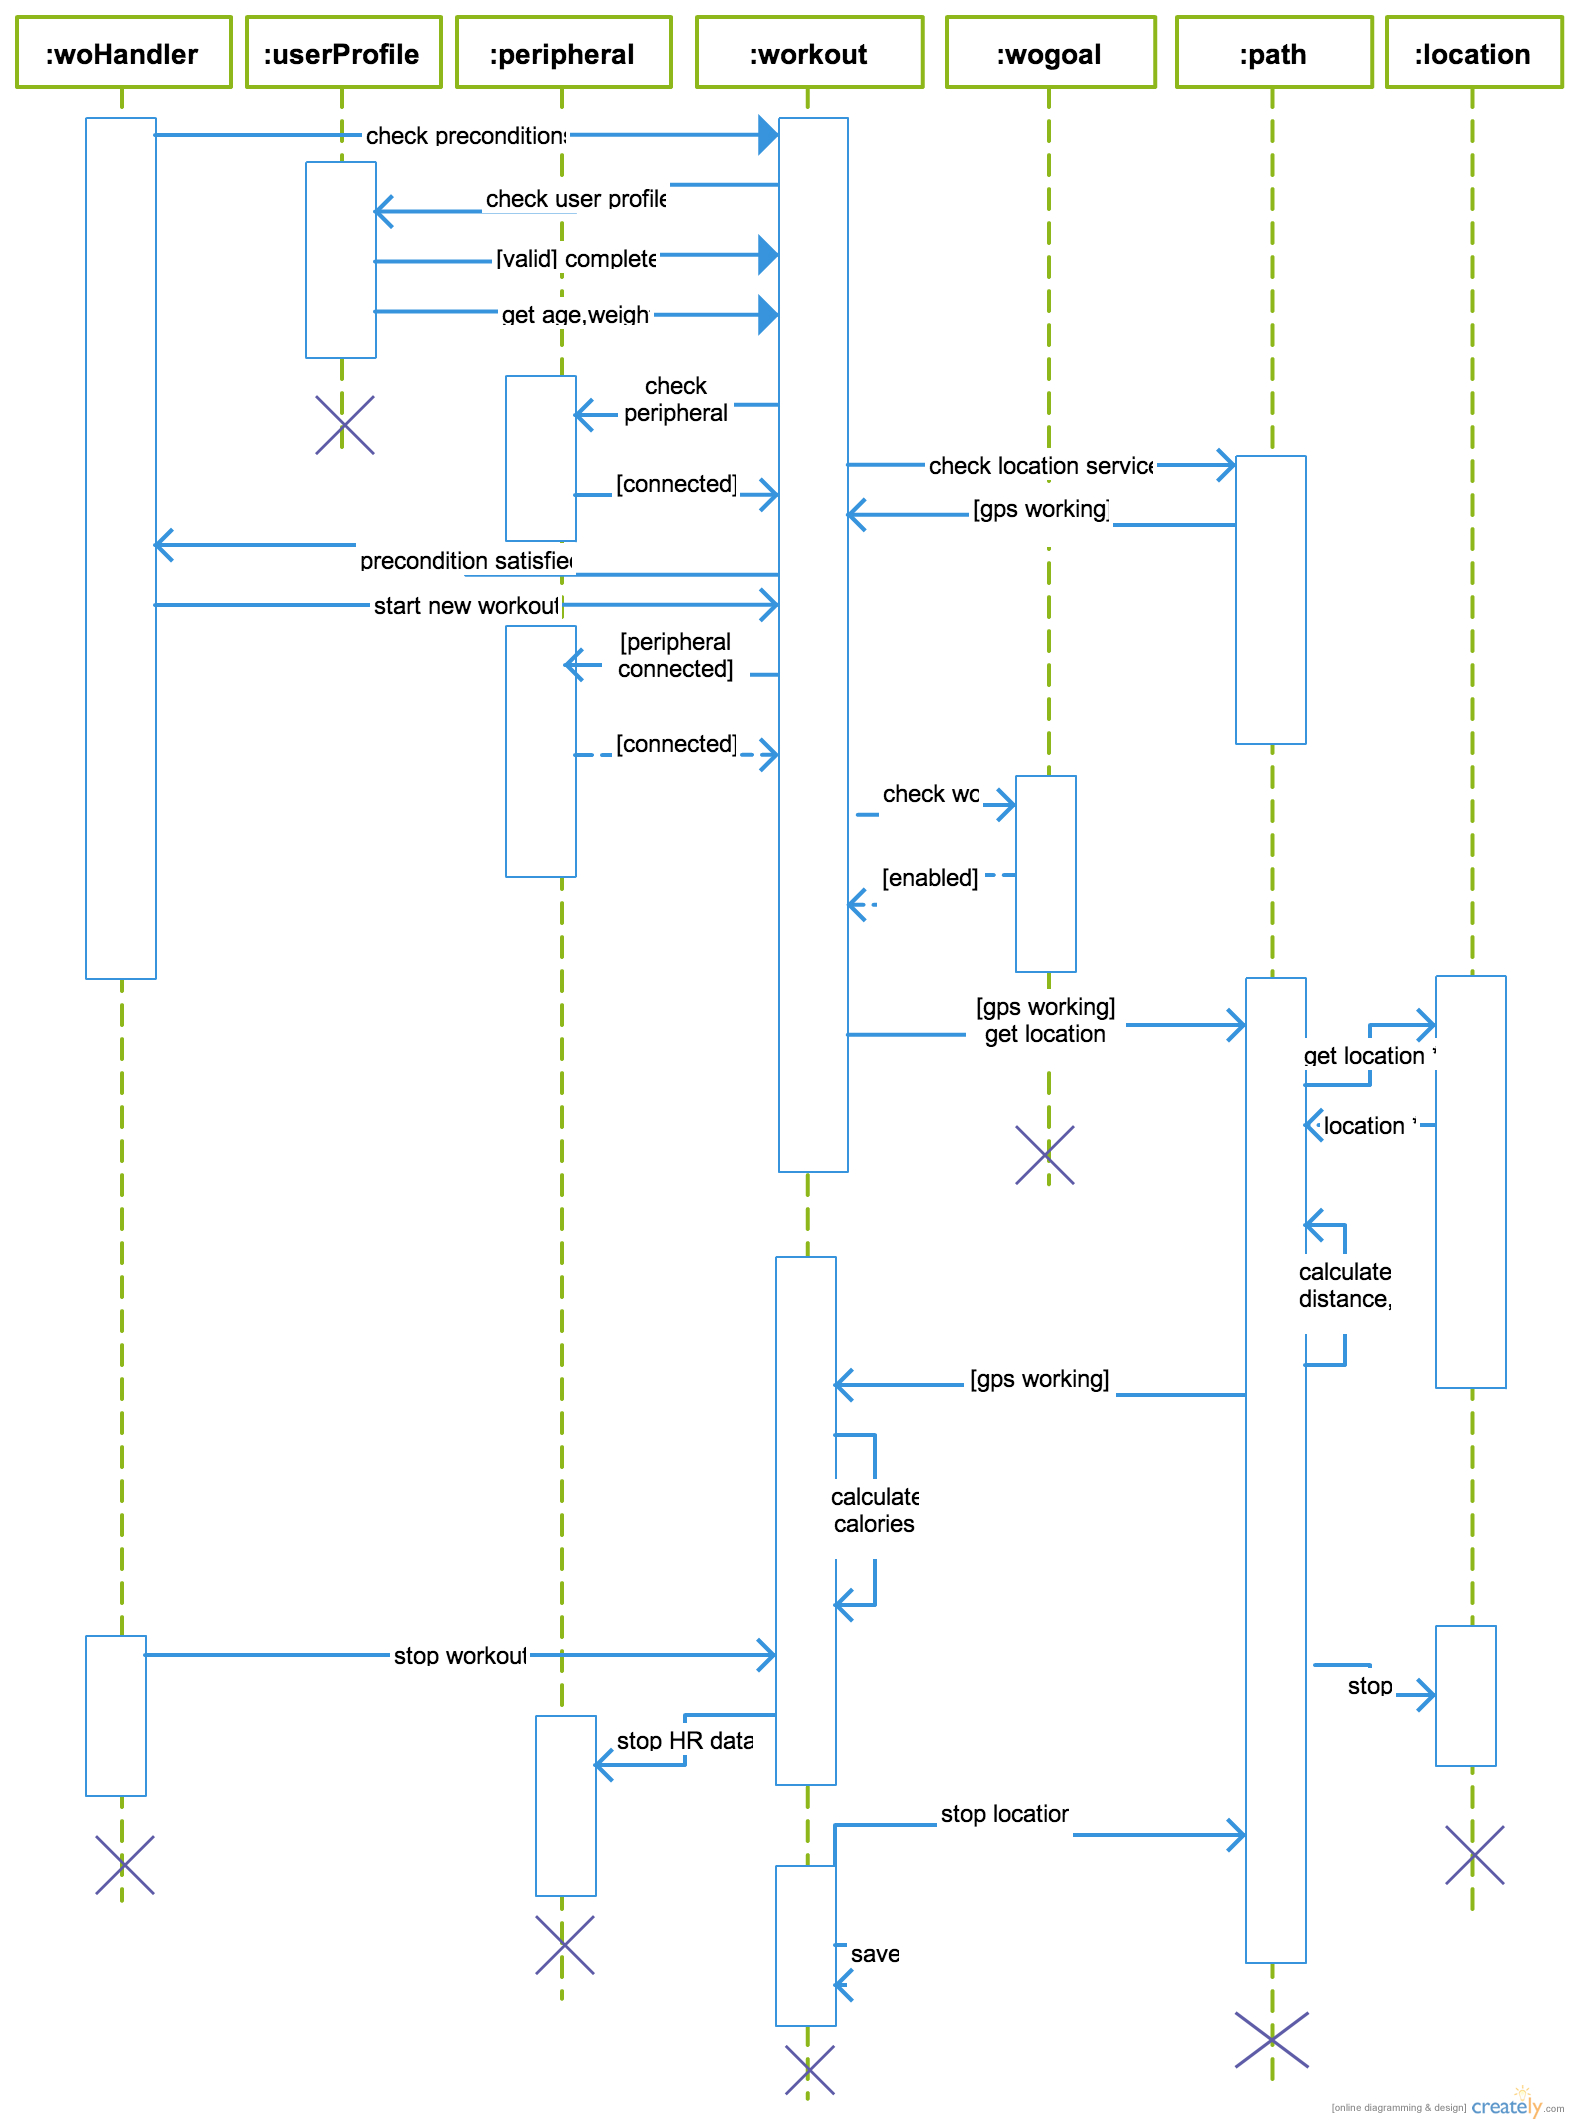 :woHandler
:userProfile
:peripheral
:workout
:wogoal
:path
:location
check preconditions
check user profile
[valid] complete
get age,weigh
check
peripheral
check location service
[connected]
[gps working]
precondition satisfied
start new workout
[peripheral
connected]
[connected]
check wo
[enabled]
[gps working]
get location
get location *
location *
calculate
distance,
[gps working]
calculate
calories
stop workout
stop
stop HR data
stop location
save
[online diagramming & design] creately.com